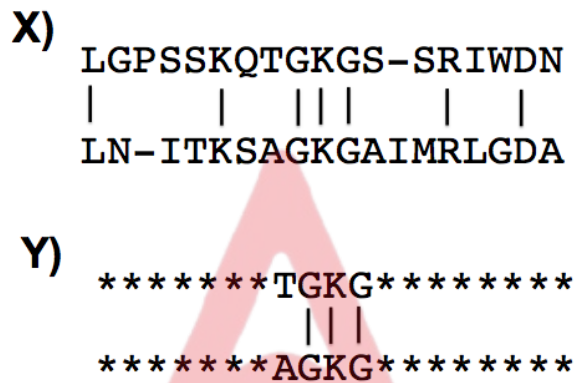 X)
LGPSSKQTGKGS-SRIWDN
| | ||| | |
LN-ITKSAGKGAIMRLGDA
Y)
*******TGKG********
|||
*******AGKG********